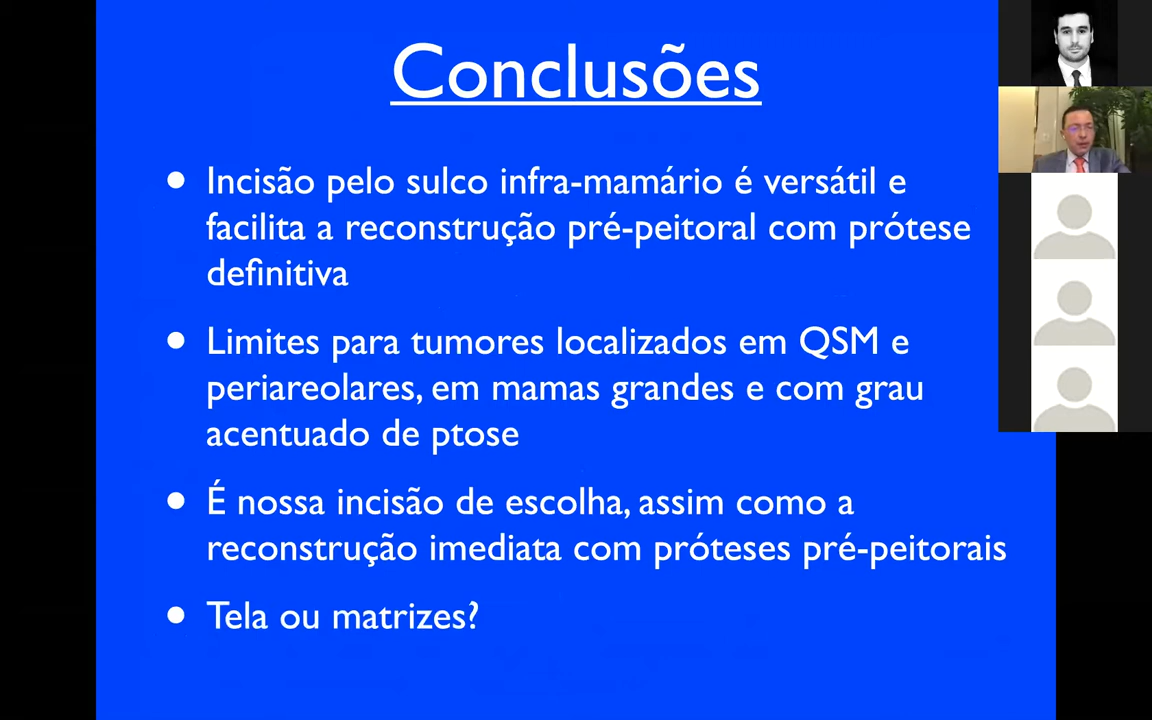 Conclusões
• Incisão pelo sulco infra-mamário é versátil e
facilita a reconstrução pré-peitoral com prótese
definitiva
• Limites para tumores localizados em QSM e
periareolares, em mamas grandes e com grau
acentuado de ptose
• É nossa incisão de escolha, assim como a
reconstrução imediata com próteses pré-peitorais
• Tela ou matrizes?